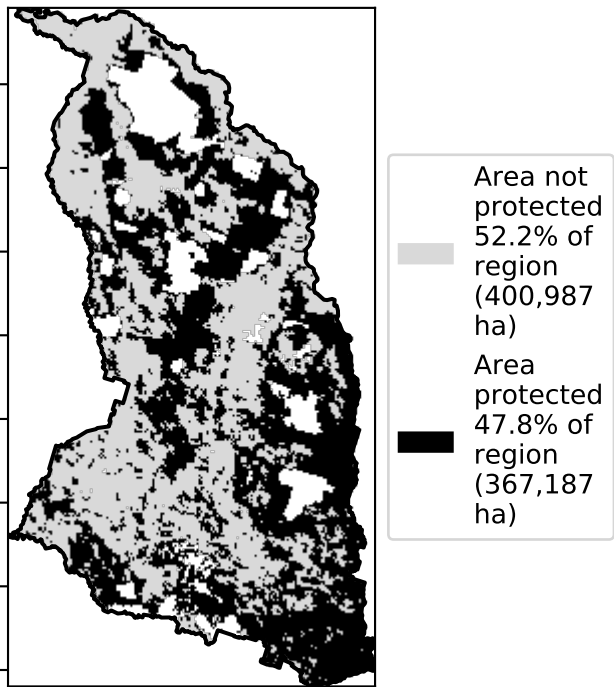 Area not
protected
52.2% of
region
(400,987
ha)
Area
protected
47.8% of
region
(367,187
ha)